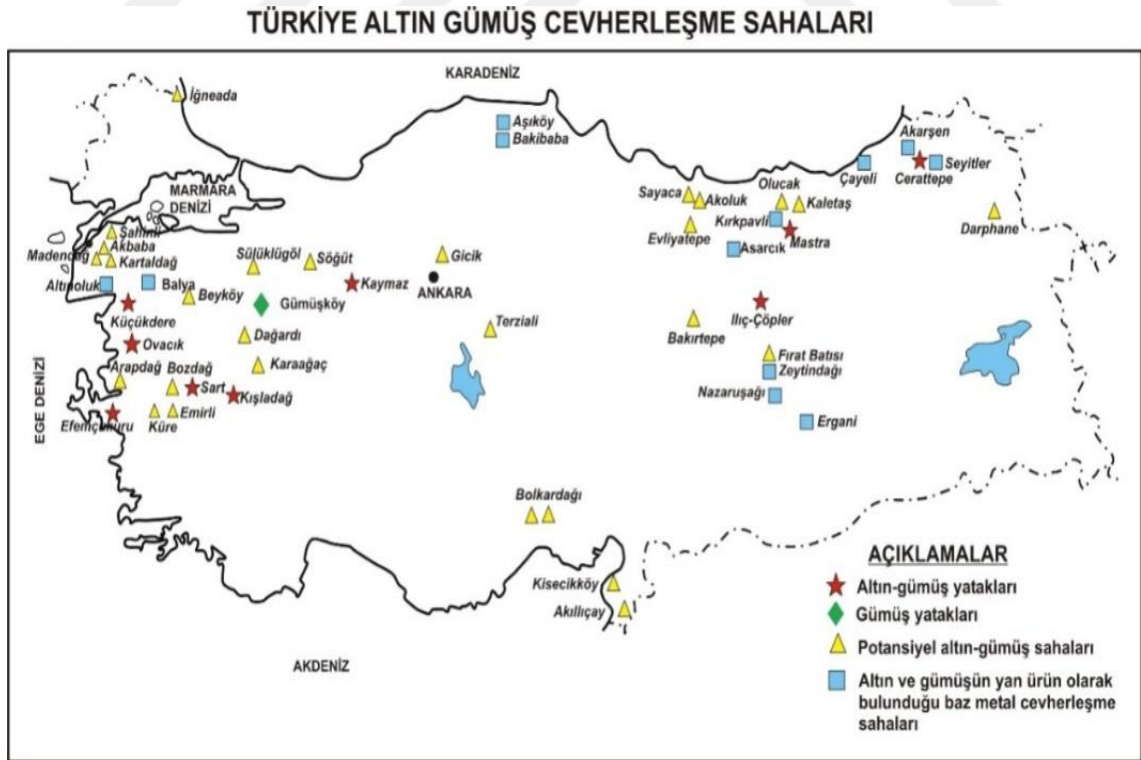 TÜRKİYE ALTIN GÜMÜŞ CEVHERLEŞME SAHALARI
KARADENİZ
İğneada
Aşıköy
Bakibaba
Akarşen
Seyitler
Çayeli
Cerattepe
MARMARA
DENİZİ
Sayaca
Akoluk
Olucak
Kaletaş
Kırkpavli
Evliyatepe
Asarcık
Mastra
Darphane
Şahinli
Akbaba
Madendağ
Kartaldağ
Altınoluk
Balya
Sülüklügöl
Söğüt
Gicik
Kaymaz
ANKARA
Beyköy
Gümüşköy
Küçükdere
Ovacık
Dağardı
Terziali
Bakırtepe
Iliç-Çöpler
Karaağaç
Fırat Batısı
Zeytindağı
Nazaruşağı
Ergani
Arapdağ
Bozdağ
Sart
Kışladağ
Efemçukuru
Küre
Emirli
EGE DENİZİ
Bolkardağı
Kisecikköy
Akıllıçay
AKDENİZ
AÇIKLAMALAR
Altın-gümüş yatakları
Gümüş yatakları
Potansiyel altın-gümüş sahaları
Altın ve gümüşün yan ürün olarak
bulunduğu baz metal cevherleşme
sahaları